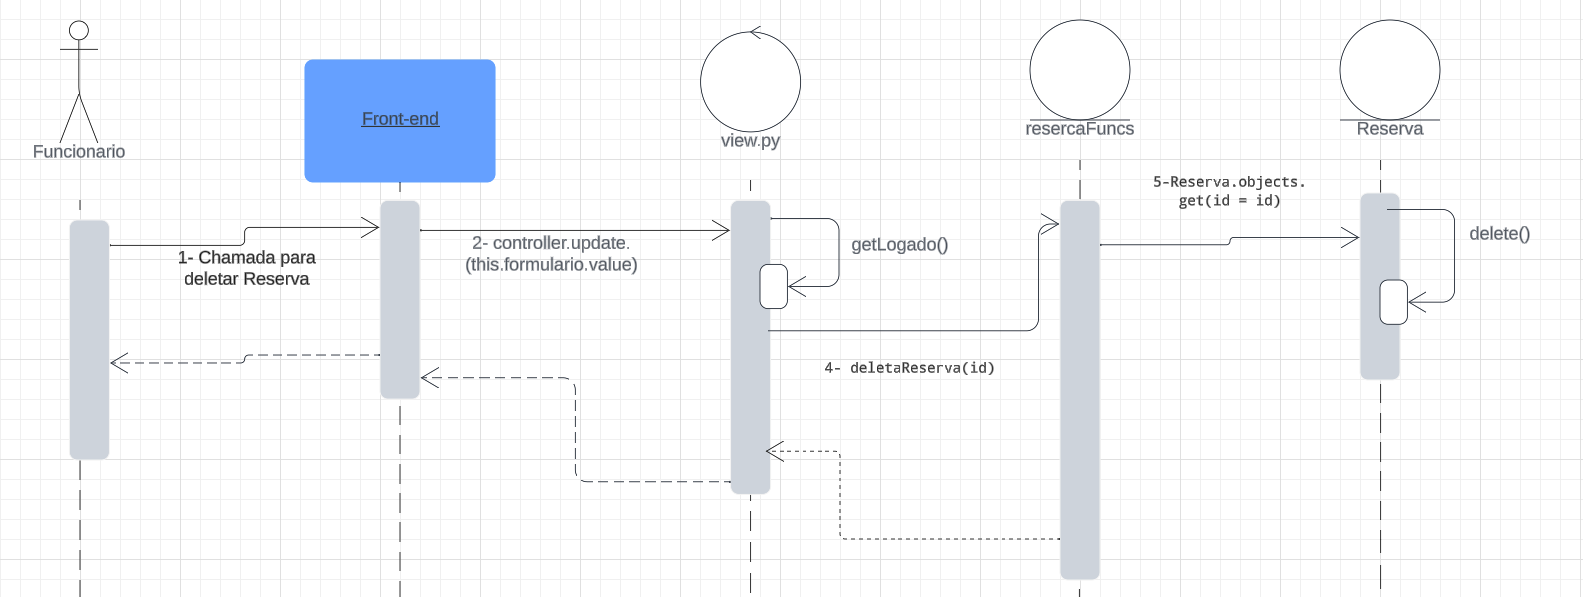 Funcionario
Front-end
view.py
resercaFuncs
Reserva
1- Chamada para
deletar Reserva
2- controller.update.
(this.formulario.value)
getLogado()
4- deletaReserva(id)
5-Reserva.objects.
get(id = id)
delete()